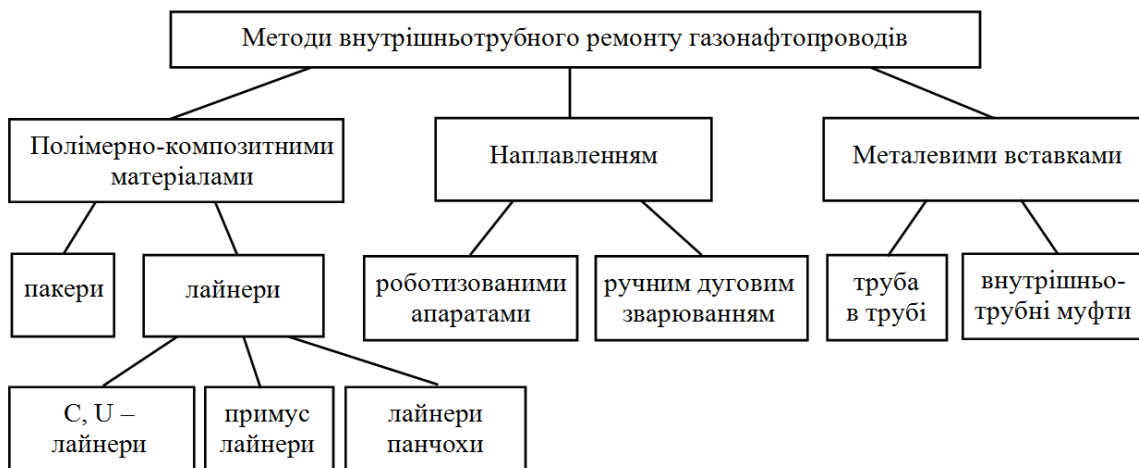 Методи внутрішньотрубного ремонту газонафтопроводів
Полімерно-композитними
матеріалами
Наплавленням
Металевими вставками
пакери
лайнери
роботизованими
апаратами
ручним дуговим
зварюванням
труба
в трубі
внутрішньо-
трубні муфти
C, U –
лайнери
примус
лайнери
лайнери
панчохи